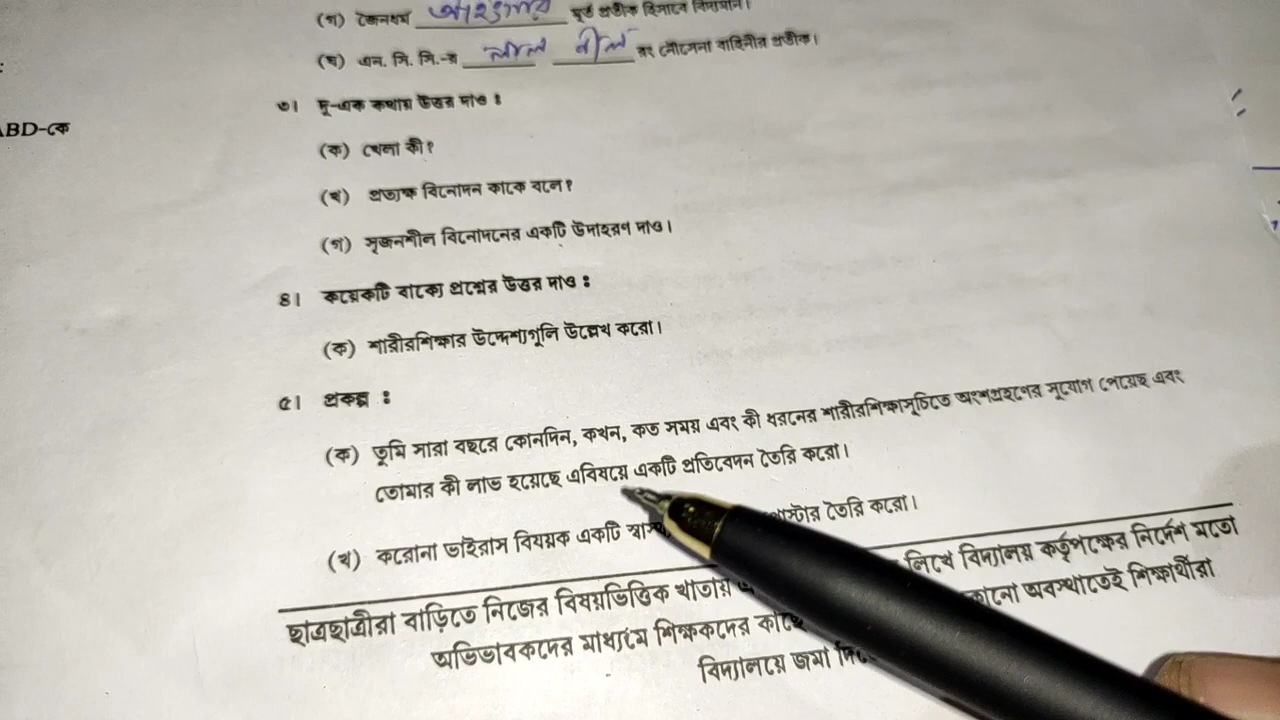 (গ) জৈনধর্ম অহিংসার মূর্ত প্রতীক হিসাবে বিদ্যমান।
(ঘ) এন. সি. সি.-র লাল নীল রং নৌসেনা বাহিনীর প্রতীক।
৩। দু-এক কথায় উত্তর দাও :
ABD-কে
(ক) খেলা কী?
(খ) প্রত্যক্ষ বিনোদন কাকে বলে?
(গ) সৃজনশীল বিনোদনের একটি উদাহরণ দাও।
৪। কয়েকটি বাক্যে প্রশ্নের উত্তর দাও :
(ক) শারীরশিক্ষার উদ্দেশ্যগুলি উল্লেখ করো।
৫। প্রকল্প :
(ক) তুমি সারা বছরে কোনদিন, কখন, কত সময় এবং কী ধরনের শারীরশিক্ষাসূচিতে অংশগ্রহণের সুযোগ পেয়েছ এবং
তোমার কী লাভ হয়েছে এবিষয়ে একটি প্রতিবেদন তৈরি করো।
(খ) করোনা ভাইরাস বিষয়ক একটি তৈরি করো।
ছাত্রছাত্রীরা বাড়িতে নিজের বিষয়ভিত্তিক খাতায় লিখে বিদ্যালয় কর্তৃপক্ষের নির্দেশ মতো
অভিভাবকদের মাধ্যমে শিক্ষকদের অবস্থাতেই শিক্ষার্থীরা
বিদ্যালয়ে জমা